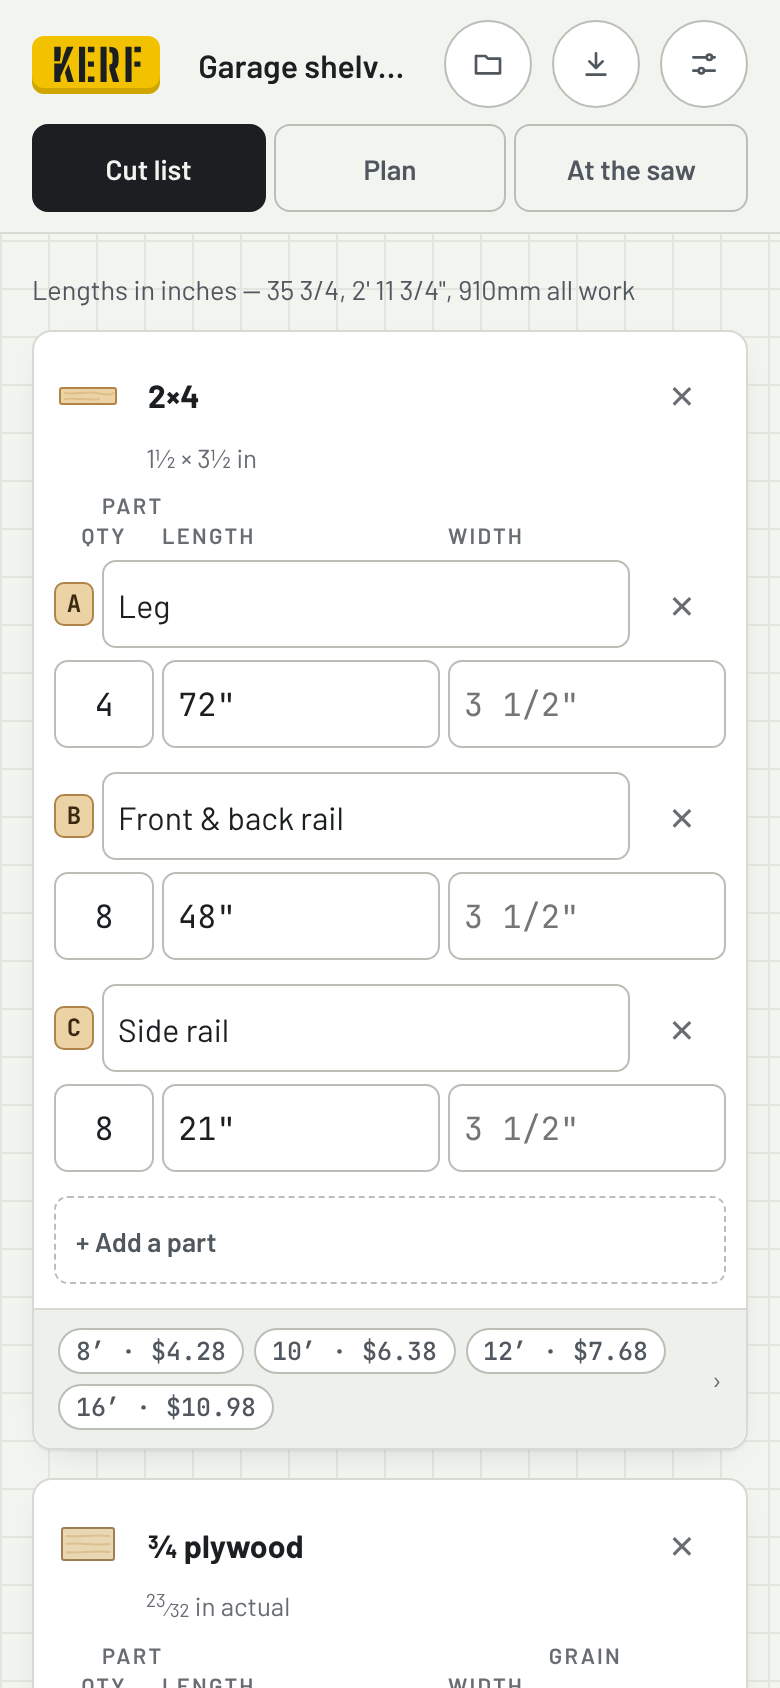 KERF
Garage shelv...
Cut list
Plan
At the saw
Lengths in inches — 35 3/4, 2' 11 3/4", 910mm all work
2×4
1½ × 3½ in
PART
QTY LENGTH WIDTH
A Leg
4 72" 3 1/2"
B Front & back rail
8 48" 3 1/2"
C Side rail
8 21" 3 1/2"
+ Add a part
8′ · $4.28 10′ · $6.38 12′ · $7.68
16′ · $10.98
¾ plywood
23⁄32 in actual
PART GRAIN
QTY LENGTH WIDTH